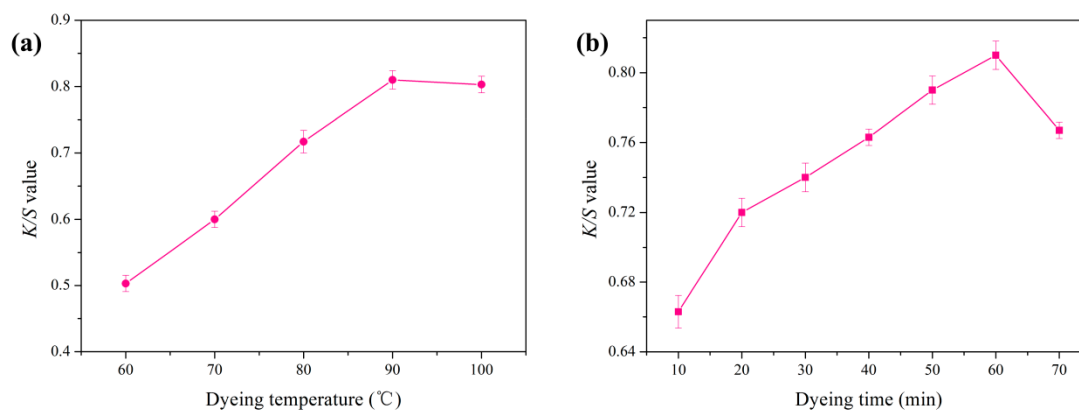 (a)
0.9
0.8
0.7
0.6
0.5
0.4
K/S value
60 70 80 90 100
Dyeing temperature (℃)
(b)
0.80
0.76
0.72
0.68
0.64
K/S value
10 20 30 40 50 60 70
Dyeing time (min)